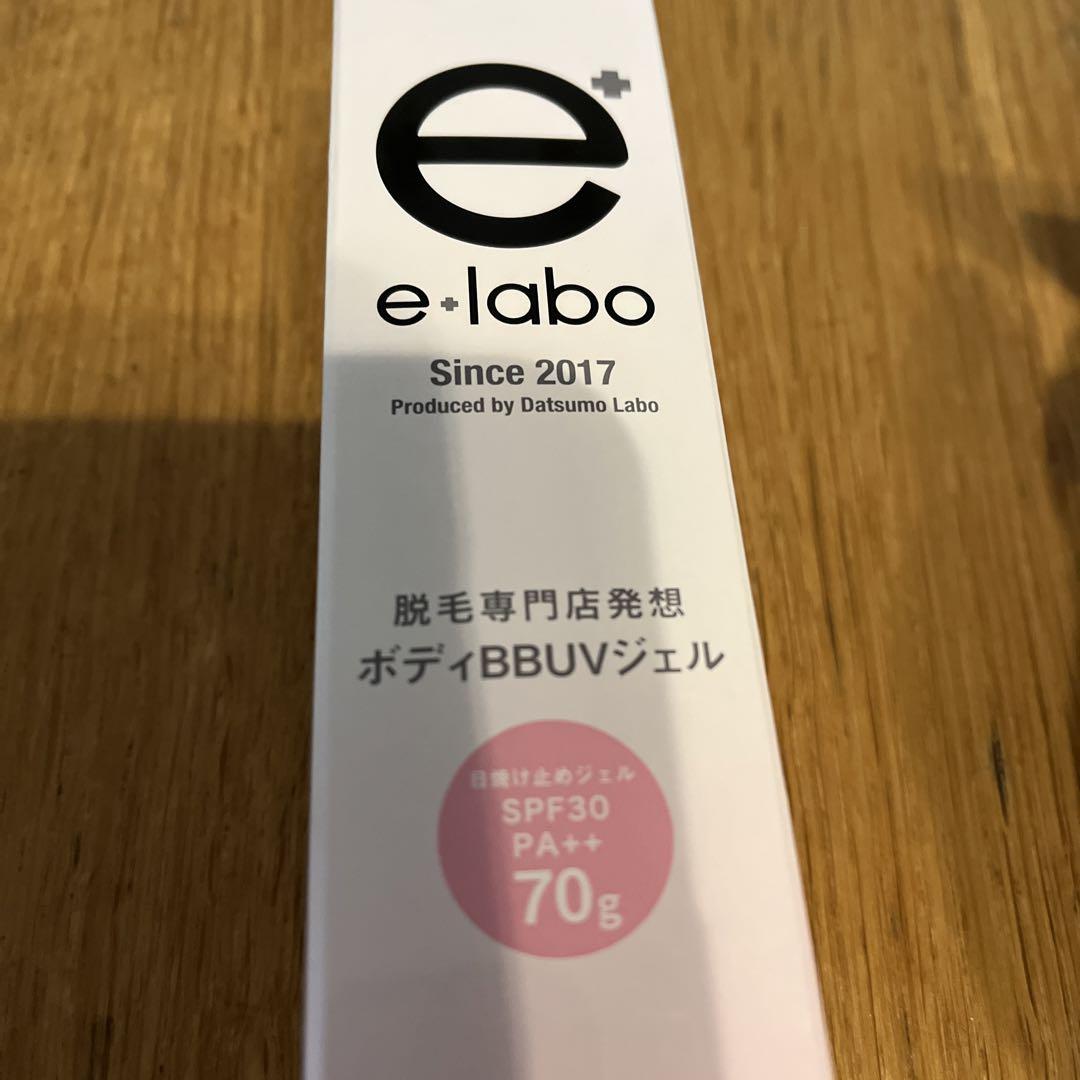 e+
e+labo
Since 2017
Produced by Datsumo Labo
脱毛専門店発想
ボディBBUVジェル
日焼け止めジェル
SPF30
PA++
70g